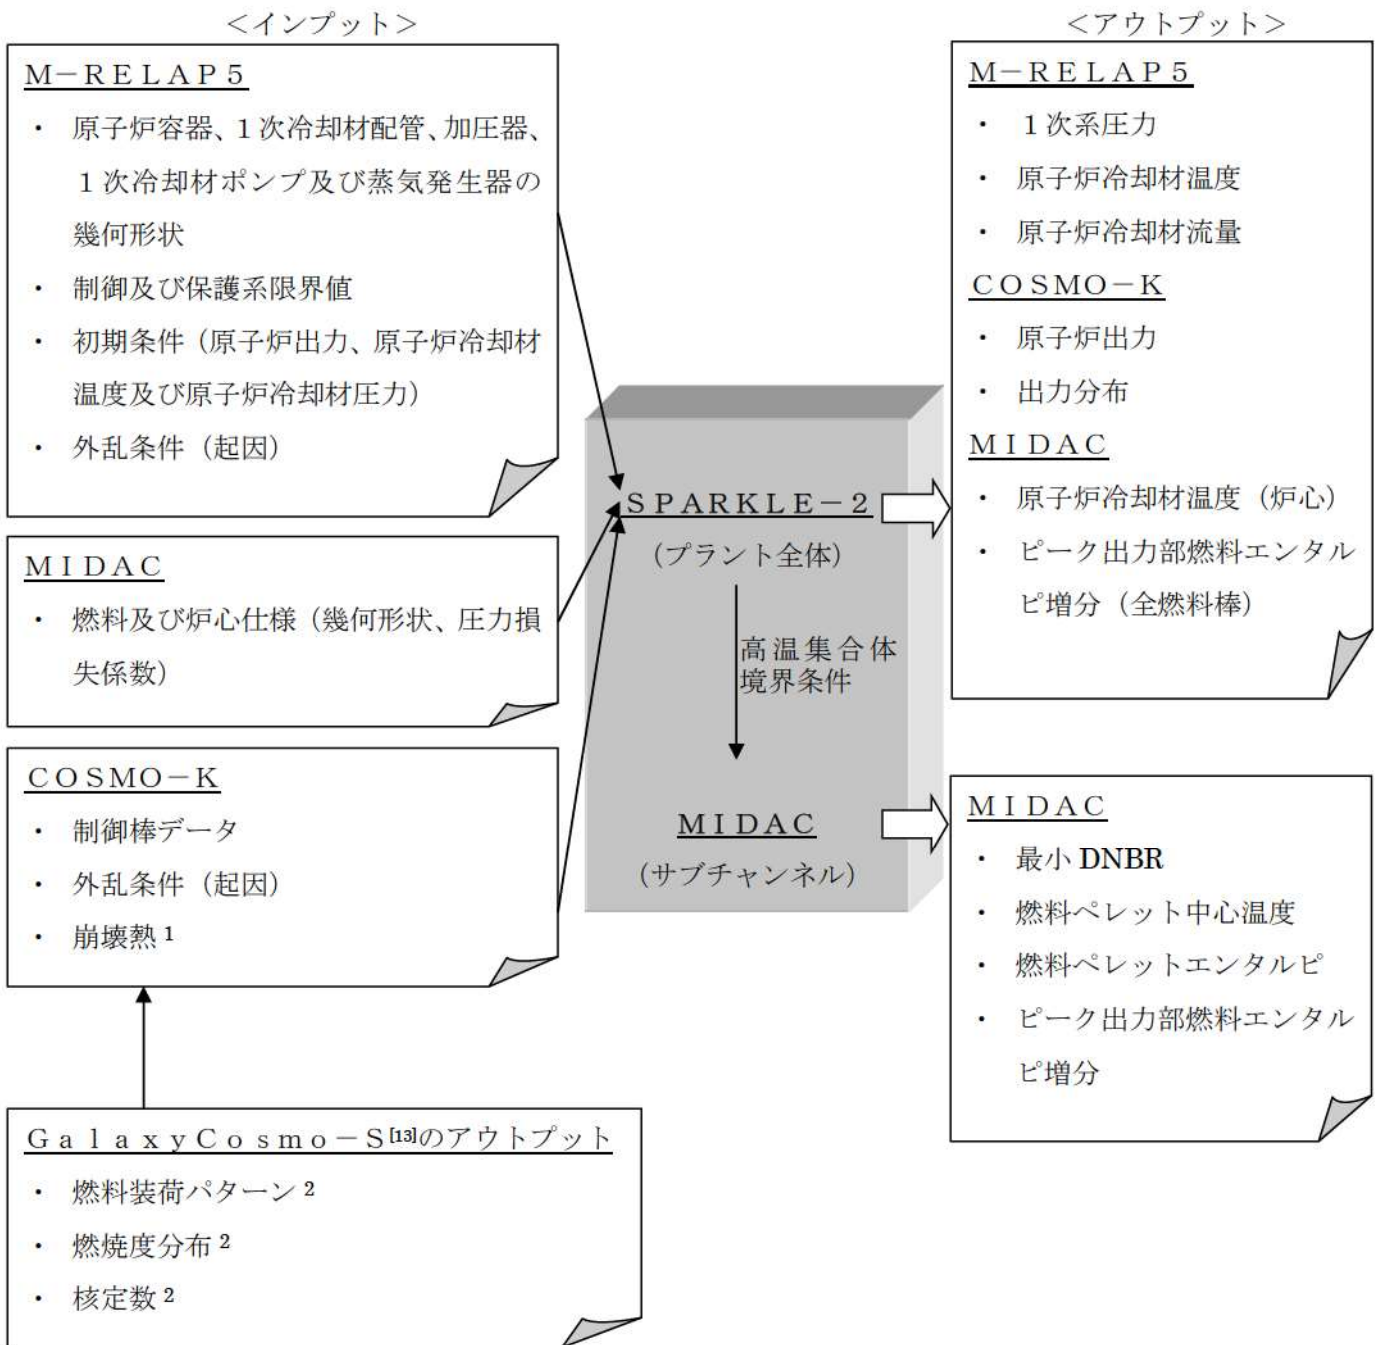 ＜インプット＞
M－RELAP5
・ 原子炉容器、1次冷却材配管、加圧器、
1次冷却材ポンプ及び蒸気発生器の
幾何形状
・ 制御及び保護系限界値
・ 初期条件（原子炉出力、原子炉冷却材
温度及び原子炉冷却材圧力）
・ 外乱条件（起因）
MIDAC
・ 燃料及び炉心仕様（幾何形状、圧力損
失係数）
COSMO－K
・ 制御棒データ
・ 外乱条件（起因）
・ 崩壊熱1
GalaxyCosmo－S[13]のアウトプット
・ 燃料装荷パターン2
・ 燃焼度分布2
・ 核定数2
SPARKLE－2
（プラント全体）
高温集合体
境界条件
MIDAC
（サブチャンネル）
＜アウトプット＞
M－RELAP5
・ 1次系圧力
・ 原子炉冷却材温度
・ 原子炉冷却材流量
COSMO－K
・ 原子炉出力
・ 出力分布
MIDAC
・ 原子炉冷却材温度（炉心）
・ ピーク出力部燃料エンタル
ピ増分（全燃料棒）
MIDAC
・ 最小DNBR
・ 燃料ペレット中心温度
・ 燃料ペレットエンタルピ
・ ピーク出力部燃料エンタル
ピ増分